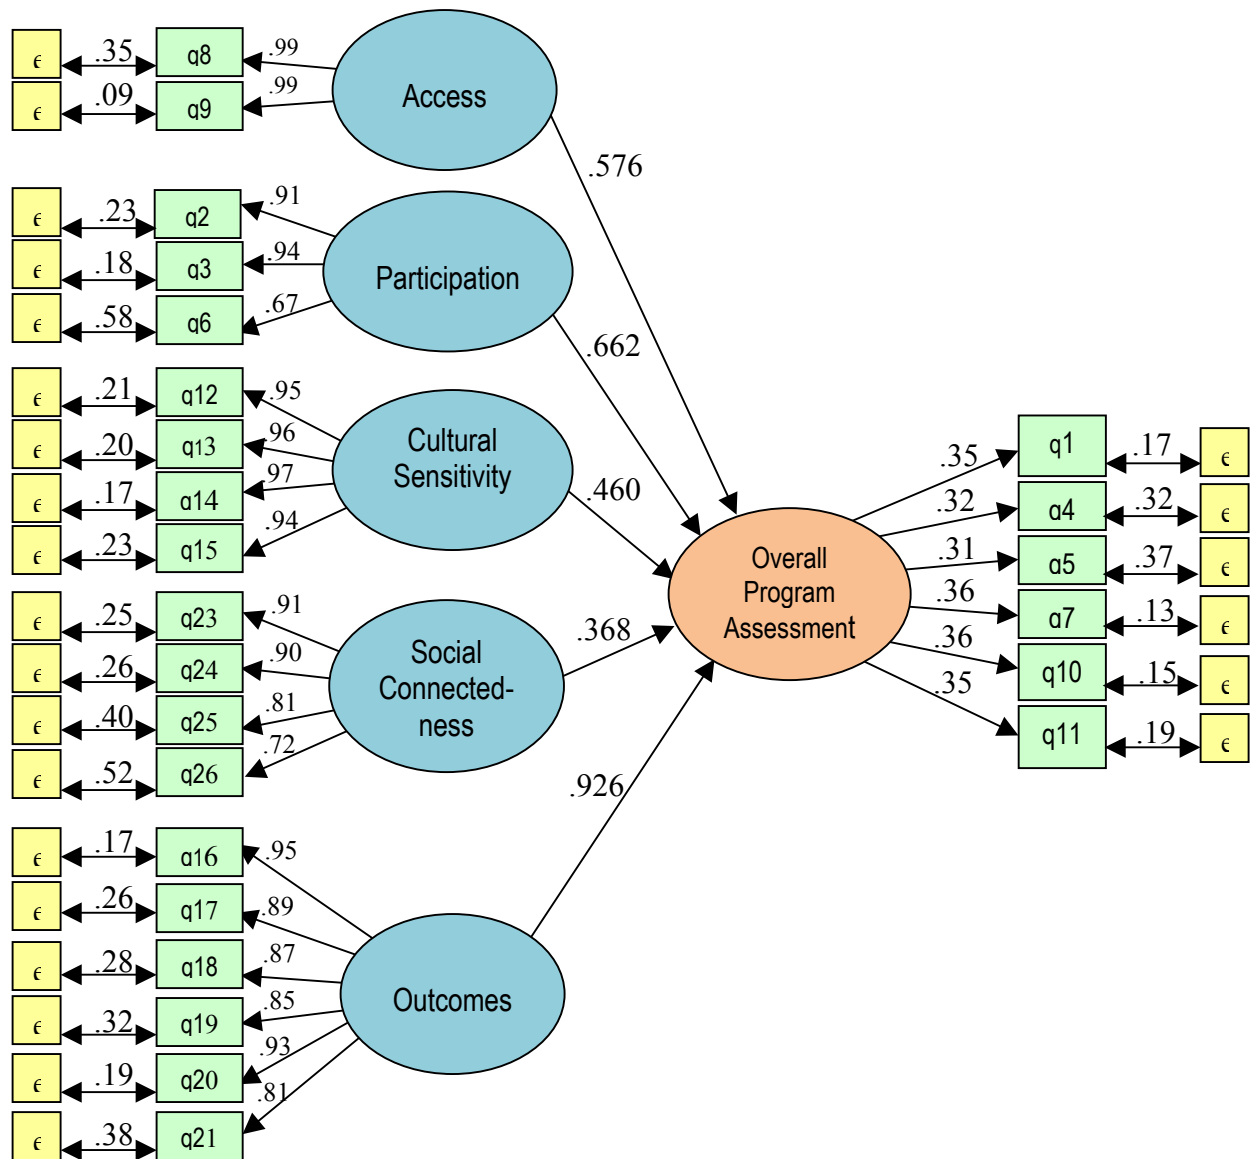 ϵ .35 q8 .99
ϵ .09 q9 .99
Access
.576
ϵ .23 q2 .91
ϵ .18 q3 .94
ϵ .58 q6 .67
Participation
.662
ϵ .21 q12 .95
ϵ .20 q13 .96
ϵ .17 q14 .97
ϵ .23 q15 .94
Cultural
Sensitivity
.460
ϵ .25 q23 .91
ϵ .26 q24 .90
ϵ .40 q25 .81
ϵ .52 q26 .72
Social
Connected-
ness
.368
ϵ .17 q16 .95
ϵ .26 q17 .89
ϵ .28 q18 .87
ϵ .32 q19 .85
ϵ .19 q20 .93
ϵ .38 q21 .81
Outcomes
.926
Overall
Program
Assessment
.35 q1 .17 ϵ
.32 q4 .32 ϵ
.31 q5 .37 ϵ
.36 q7 .13 ϵ
.36 q10 .15 ϵ
.35 q11 .19 ϵ